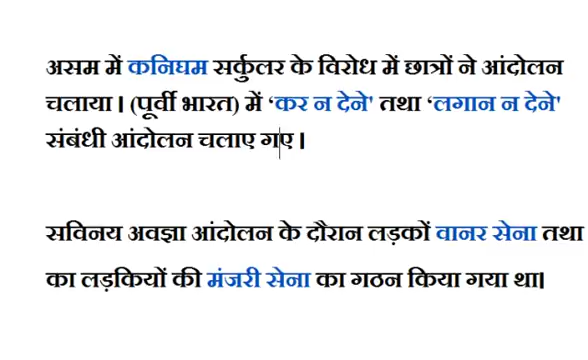 असम में कनिघम सर्कुलर के विरोध में छात्रों ने आंदोलन
चलाया। (पूर्वी भारत) में ‘कर न देने' तथा ‘लगान न देने'
संबंधी आंदोलन चलाए गए।
सविनय अवज्ञा आंदोलन के दौरान लड़कों वानर सेना तथा
का लड़कियों की मंजरी सेना का गठन किया गया था।